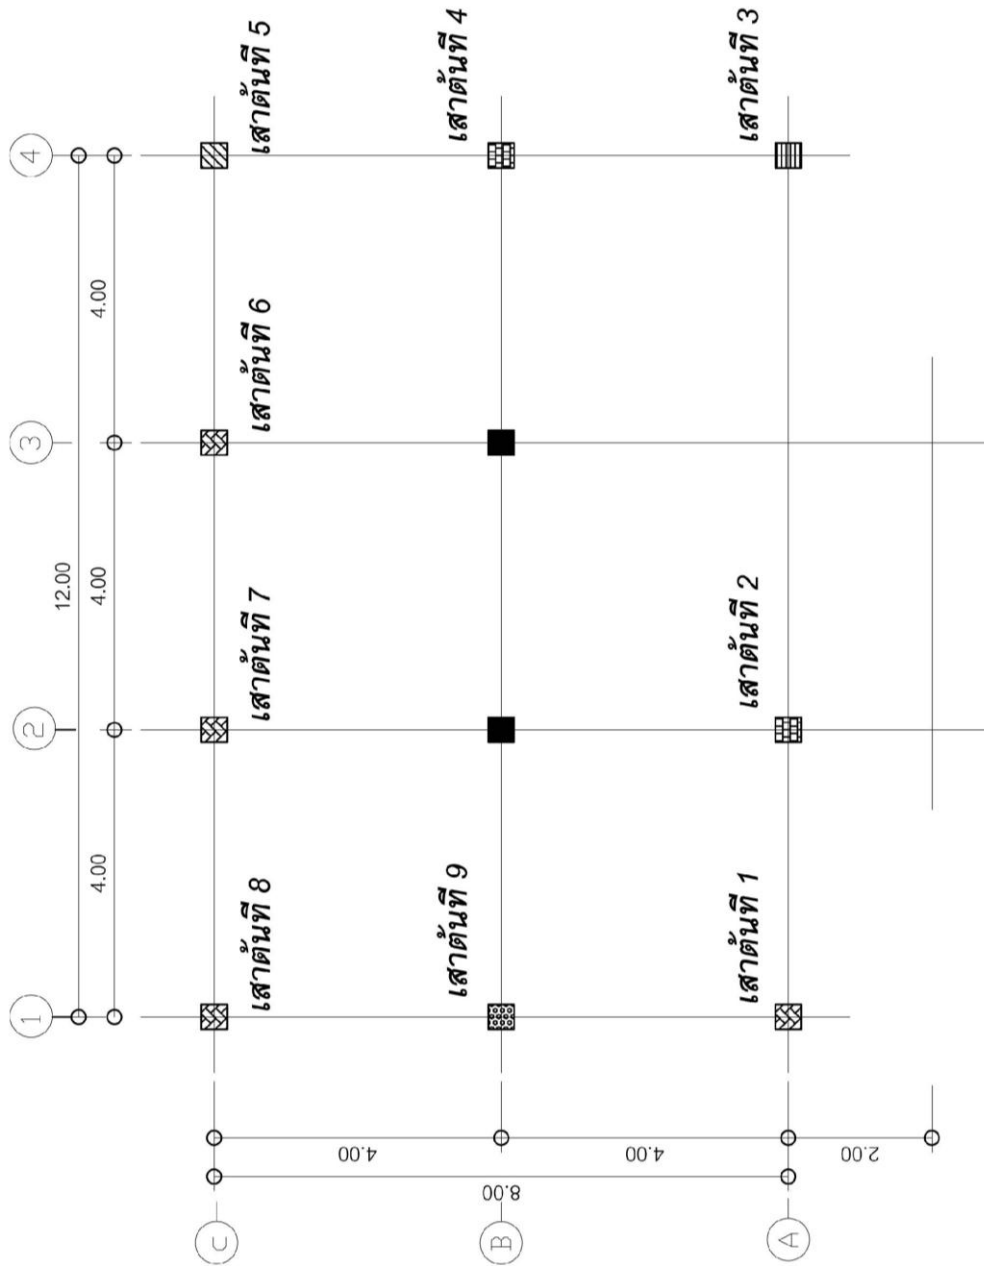 4
3
2
1
12.00
4.00
4.00
4.00
เสาต้นที่ 5
เสาต้นที่ 6
เสาต้นที่ 7
เสาต้นที่ 8
เสาต้นที่ 4
เสาต้นที่ 9
เสาต้นที่ 3
เสาต้นที่ 2
เสาต้นที่ 1
4.00
4.00
2.00
8.00
C
B
A